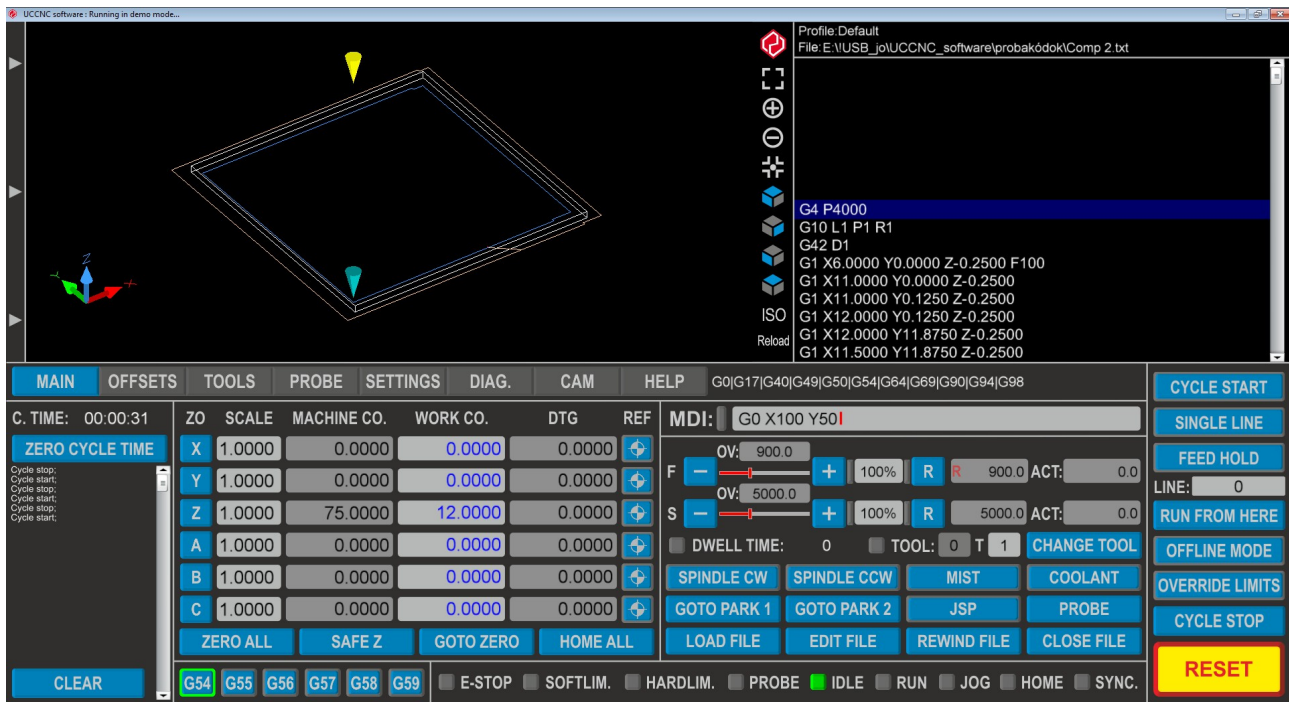 UCCNC software : Running in demo mode...
Profile:Default
File:E:\!USB_jo\UCCNC_software\probakódok\Comp 2.txt
G4 P4000
G10 L1 P1 R1
G42 D1
G1 X6.0000 Y0.0000 Z-0.2500 F100
G1 X11.0000 Y0.0000 Z-0.2500
G1 X11.0000 Y0.1250 Z-0.2500
G1 X12.0000 Y0.1250 Z-0.2500
G1 X12.0000 Y11.8750 Z-0.2500
G1 X11.5000 Y11.8750 Z-0.2500
Z
Y
X
ISO
Reload
MAIN OFFSETS TOOLS PROBE SETTINGS DIAG. CAM HELP G0|G17|G40|G49|G50|G54|G64|G69|G90|G94|G98
C. TIME: 00:00:31
ZERO CYCLE TIME
Cycle stop;
Cycle start;
Cycle stop;
Cycle start;
Cycle stop;
Cycle start;
CLEAR
ZO SCALE MACHINE CO. WORK CO. DTG REF
X 1.0000 0.0000 0.0000 0.0000
Y 1.0000 0.0000 0.0000 0.0000
Z 1.0000 75.0000 12.0000 0.0000
A 1.0000 0.0000 0.0000 0.0000
B 1.0000 0.0000 0.0000 0.0000
C 1.0000 0.0000 0.0000 0.0000
ZERO ALL SAFE Z GOTO ZERO HOME ALL
MDI: G0 X100 Y50
OV: 900.0
F − + 100% R R 900.0 ACT: 0.0
OV: 5000.0
S − + 100% R 5000.0 ACT: 0.0
DWELL TIME: 0 TOOL: 0 T 1 CHANGE TOOL
SPINDLE CW SPINDLE CCW MIST COOLANT
GOTO PARK 1 GOTO PARK 2 JSP PROBE
LOAD FILE EDIT FILE REWIND FILE CLOSE FILE
G54 G55 G56 G57 G58 G59 E-STOP SOFTLIM. HARDLIM. PROBE IDLE RUN JOG HOME SYNC.
CYCLE START
SINGLE LINE
FEED HOLD
LINE: 0
RUN FROM HERE
OFFLINE MODE
OVERRIDE LIMITS
CYCLE STOP
RESET